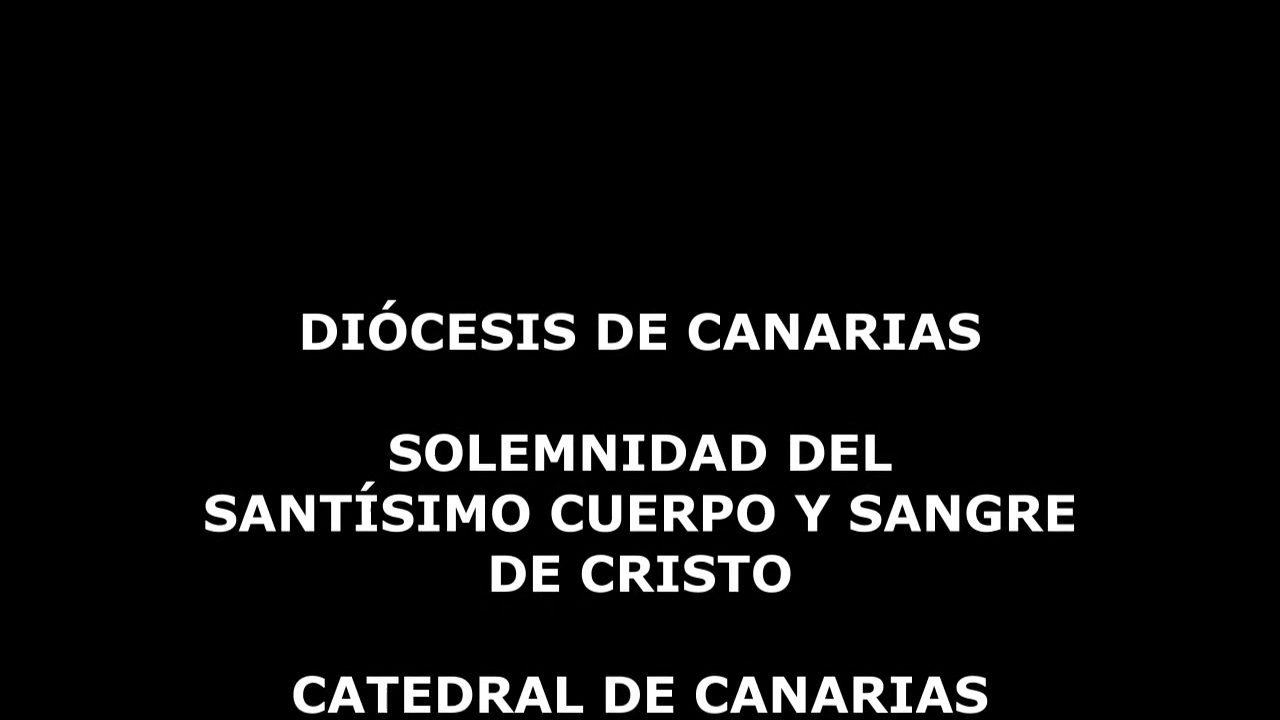 DIÓCESIS DE CANARIAS
SOLEMNIDAD DEL
SANTÍSIMO CUERPO Y SANGRE
DE CRISTO
CATEDRAL DE CANARIAS